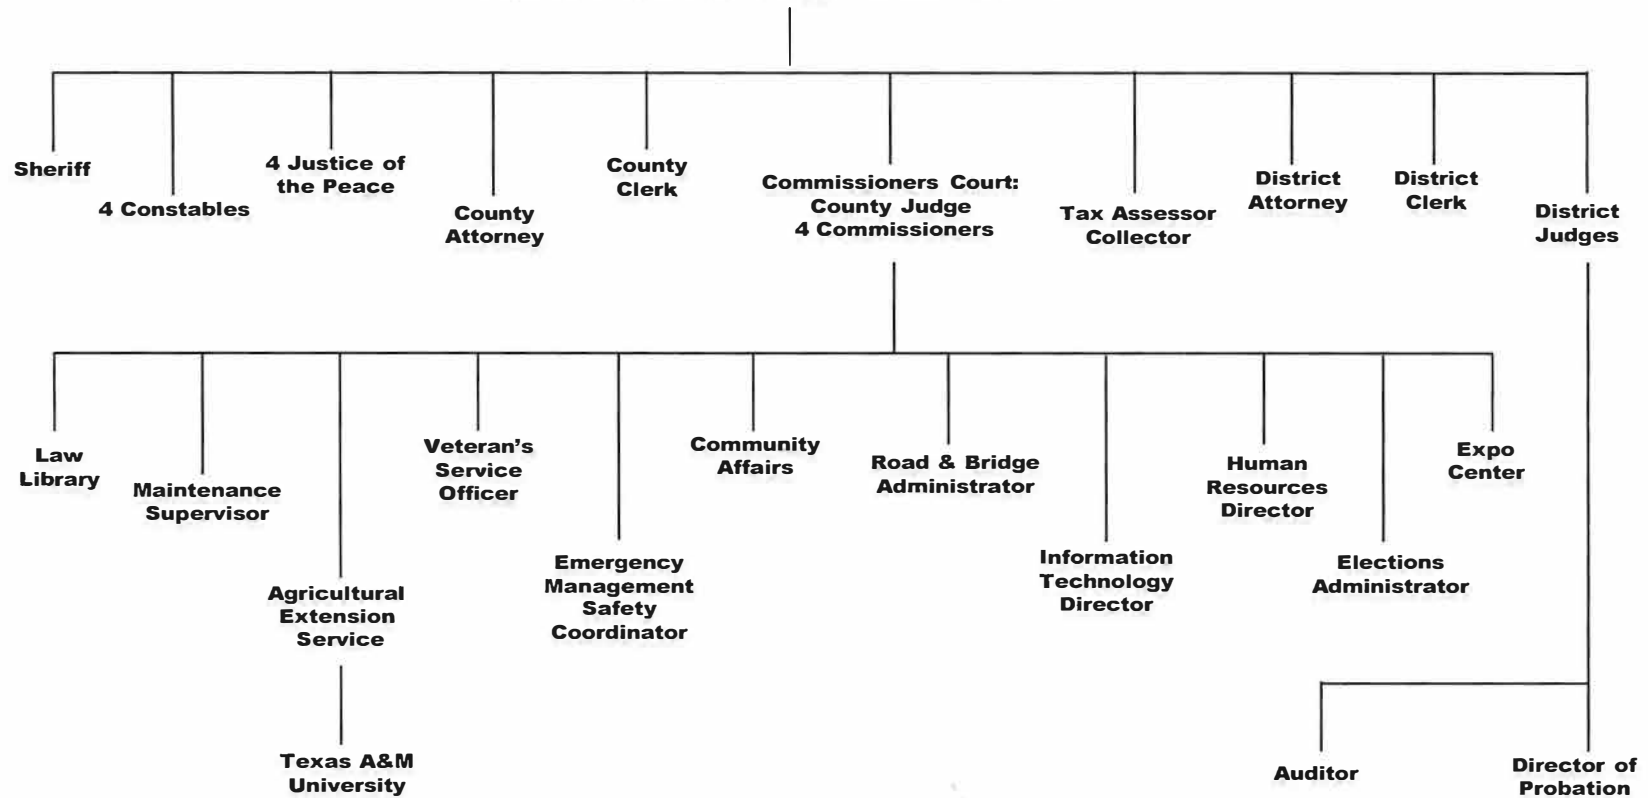 Sheriff
4 Constables
4 Justice of
the Peace
County
Attorney
County
Clerk
Commissioners Court:
County Judge
4 Commissioners
Tax Assessor
Collector
District
Attorney
District
Clerk
District
Judges
Law
Library
Maintenance
Supervisor
Agricultural
Extension
Service
Veteran's
Service
Officer
Emergency
Management
Safety
Coordinator
Community
Affairs
Road & Bridge
Administrator
Information
Technology
Director
Human
Resources
Director
Elections
Administrator
Expo
Center
Texas A&M
University
Auditor
Director of
Probation